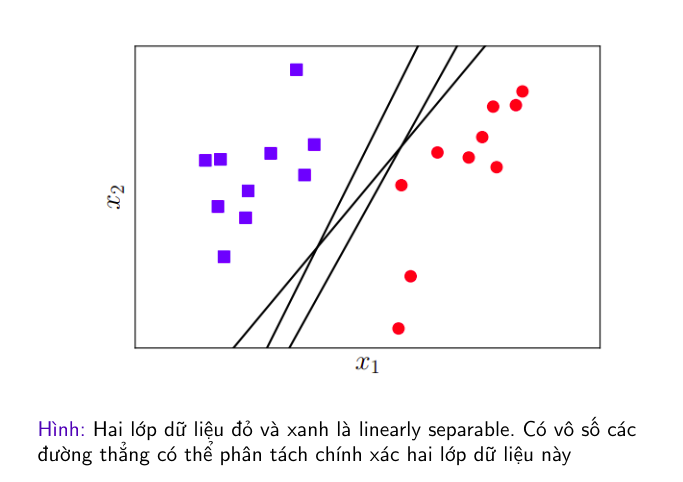 x₂
x₁
Hình: Hai lớp dữ liệu đỏ và xanh là linearly separable. Có vô số các
đường thẳng có thể phân tách chính xác hai lớp dữ liệu này